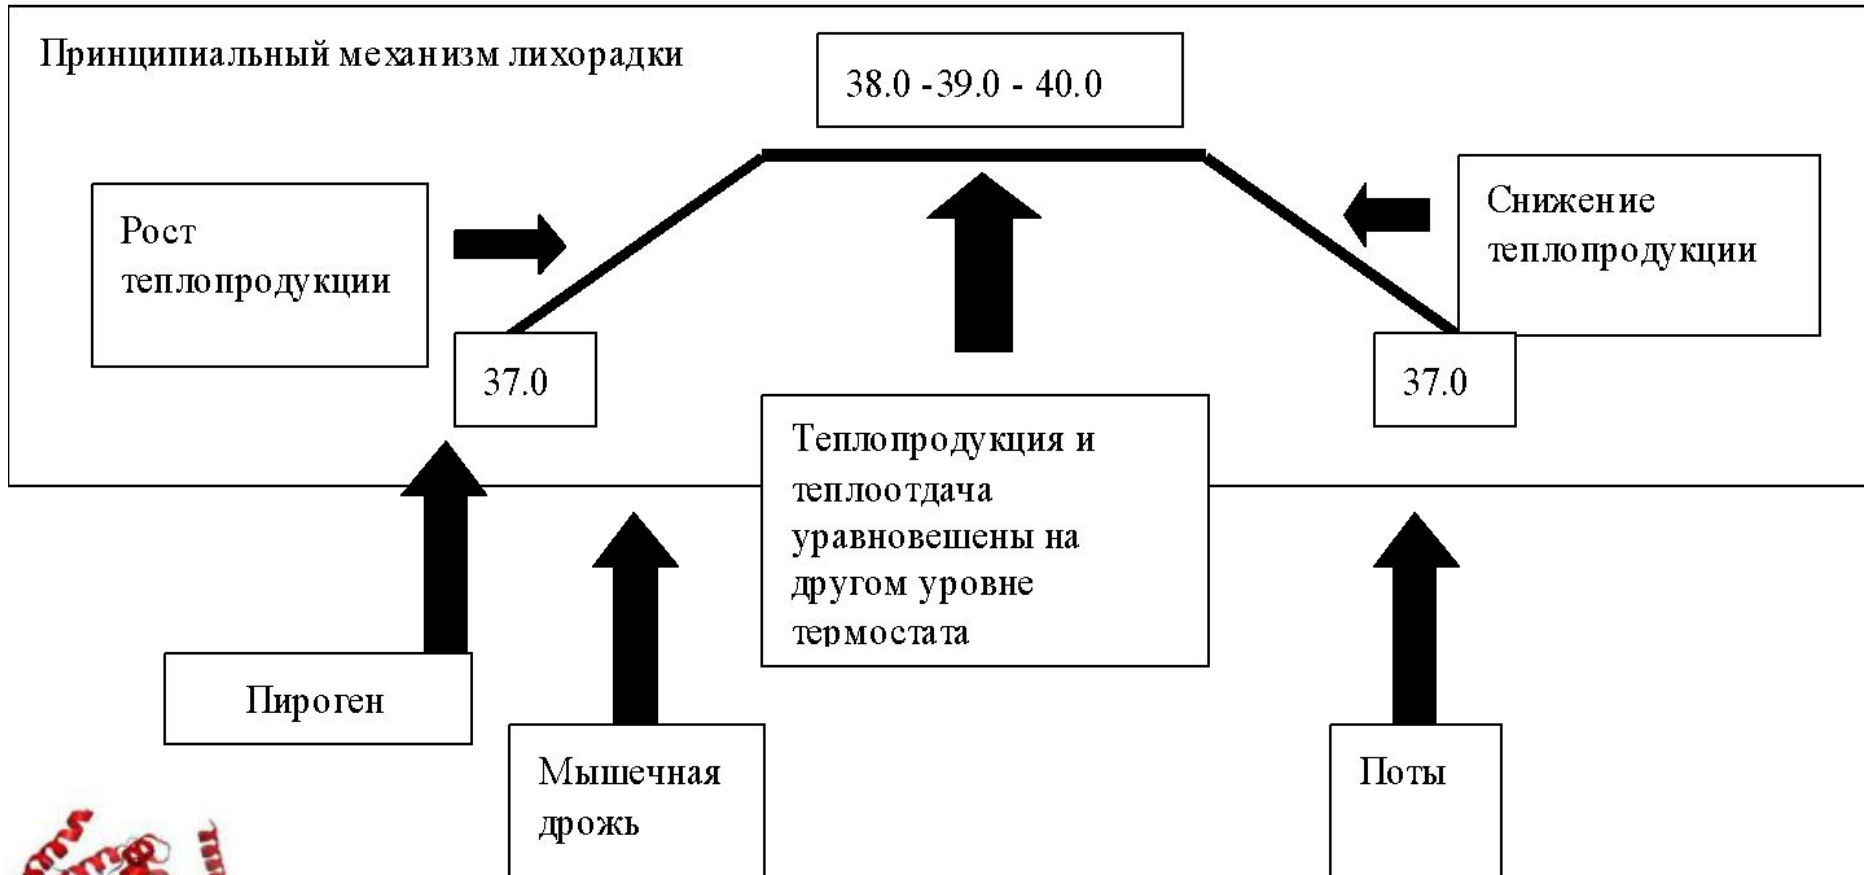 Принципиальный механизм лихорадки
38.0 -39.0 - 40.0
Рост
теплопродукции
Снижение
теплопродукции
37.0
37.0
Теплопродукция и
теплоотдача
уравновешены на
другом уровне
термостата
Пироген
Мышечная
дрожь
Поты